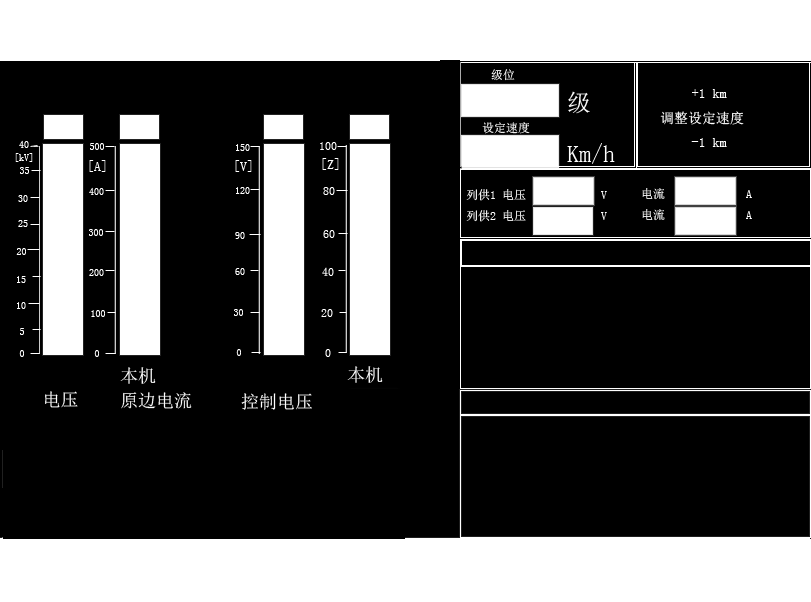 级位
级
设定速度
Km/h
+1 km
调整设定速度
-1 km
列供1 电压 V 电流 A
列供2 电压 V 电流 A
40
[kV]
35
30
25
20
15
10
5
0
500
[A]
400
300
200
100
0
150
[V]
120
90
60
30
0
100
[Z]
80
60
40
20
0
电压
本机
原边电流
控制电压
本机